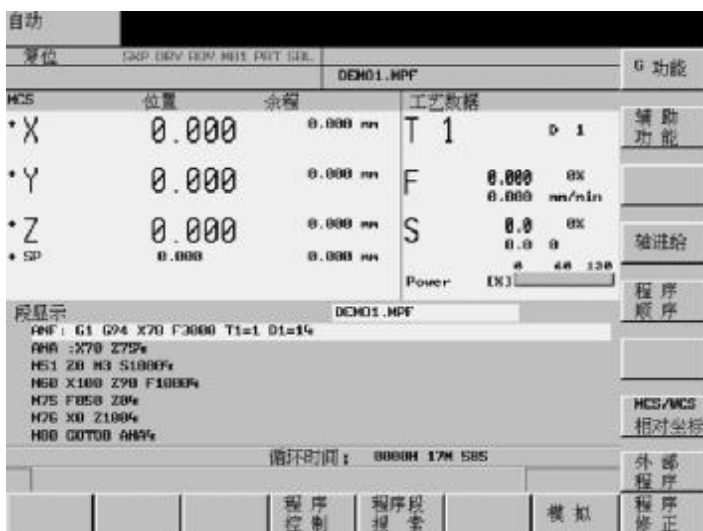 自动
复位 SKP DRY ROV M01 PRT SBL
DEMO1.MPF
G 功能
MCS 位置 余程 工艺数据
+X 0.000 0.000 mm T 1 D 1
辅助功能
+Y 0.000 0.000 mm F 0.000 0%
0.000 mm/min
+Z 0.000 0.000 mm S 0.0 0%
0.0 0
轴进给
+ SP 0.000 0.000 mm
0 60 120
Power [%]
程序顺序
段显示 DEMO1.MPF
ANF: G1 G94 X70 F3000 T1=1 D1=1␊
AHA :X70 Z75␊
N51 Z0 M3 S1000␊
N60 X100 Z90 F1000␊
N75 F850 Z0␊
N76 X0 Z100␊
N80 GOTOB AHA␊
MCS/WCS
相对坐标
循环时间: 0000H 17M 58S
外部程序
程序控制 程序段搜索 模拟 程序修正